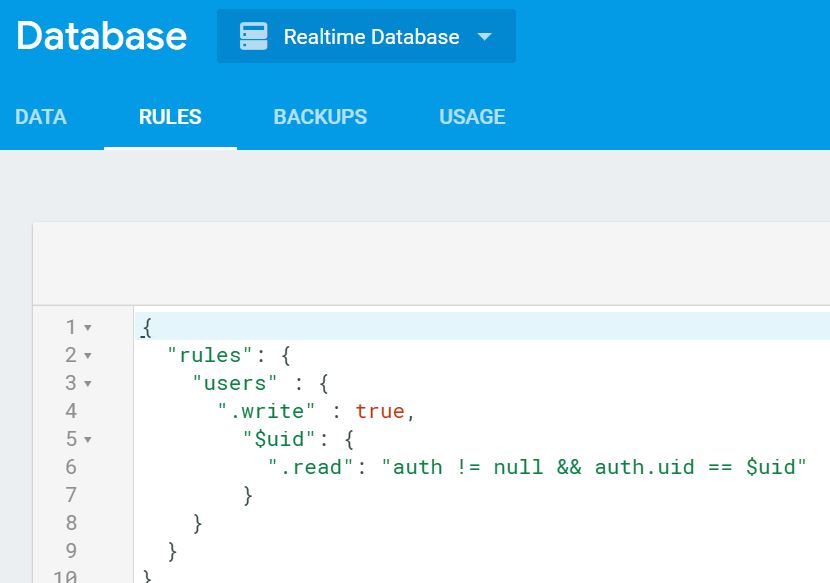 Database Realtime Database
DATA RULES BACKUPS USAGE
1 {
2 "rules": {
3 "users" : {
4 ".write" : true,
5 "$uid": {
6 ".read": "auth != null && auth.uid == $uid"
7 }
8 }
9 }
10 }